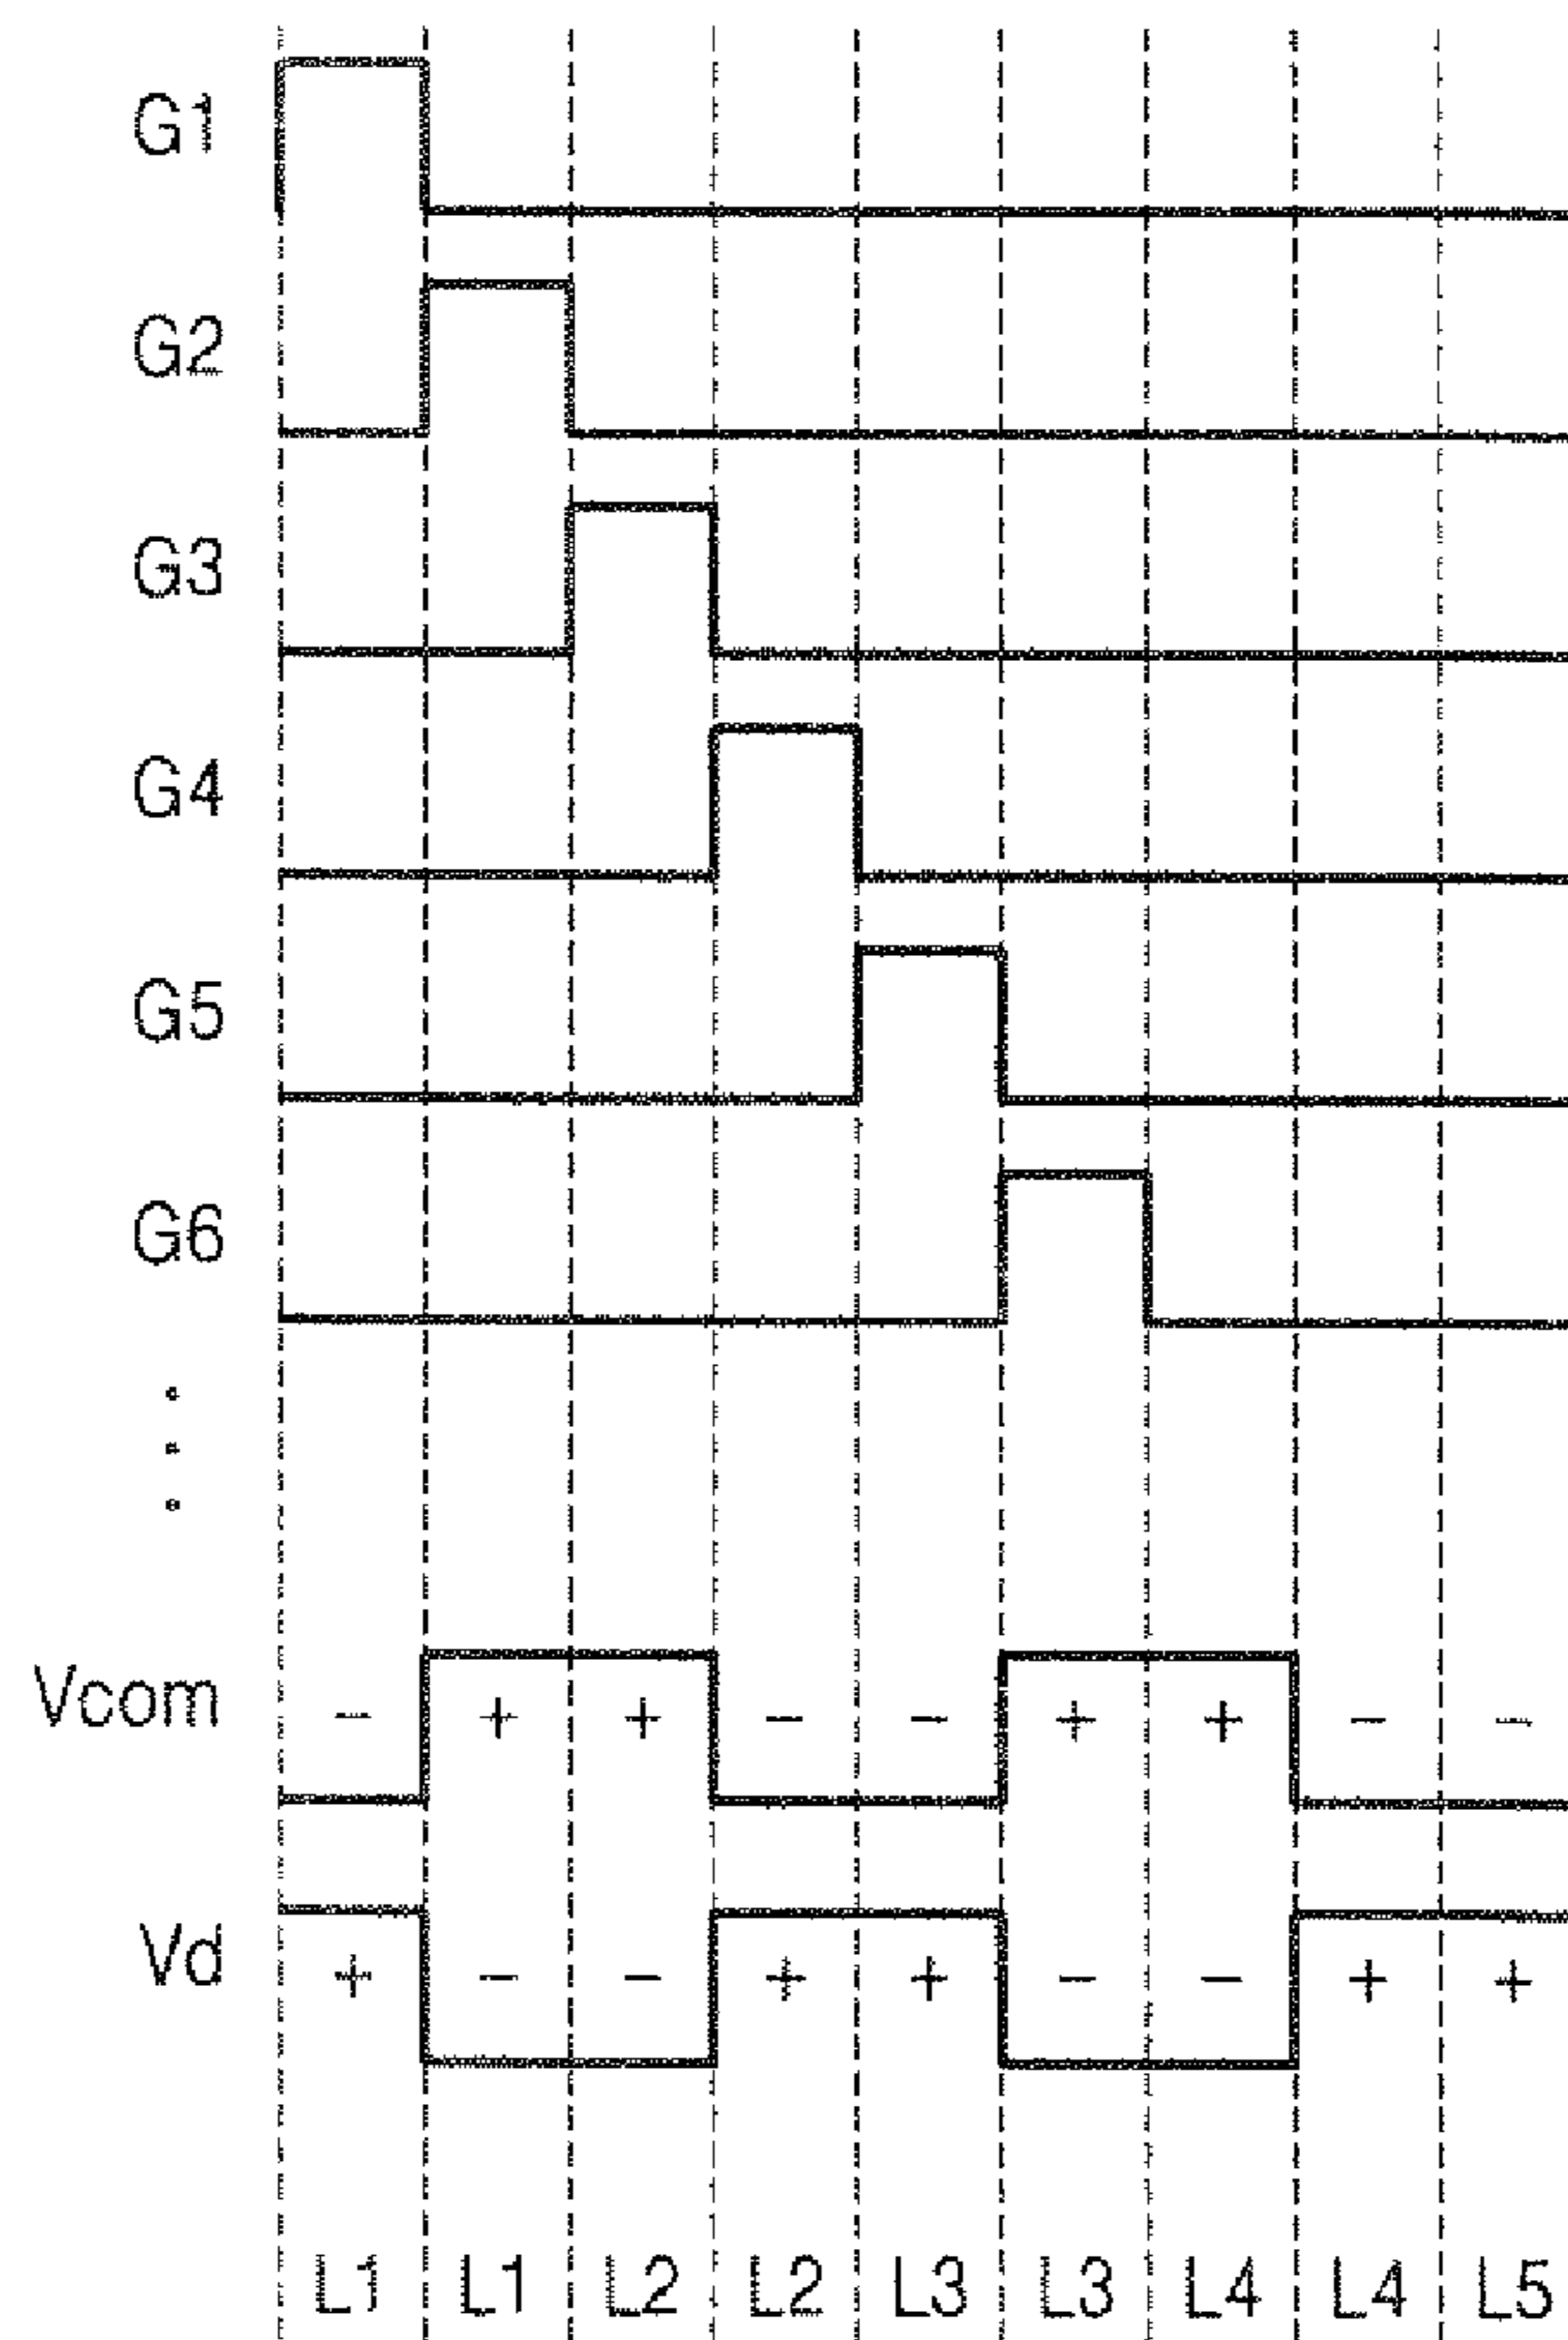 G1
G2
G3
G4
G5
G6
Vcom − + + − − + + − −
Vd + − − + + − − + +
L1 L1 L2 L2 L3 L3 L4 L4 L5